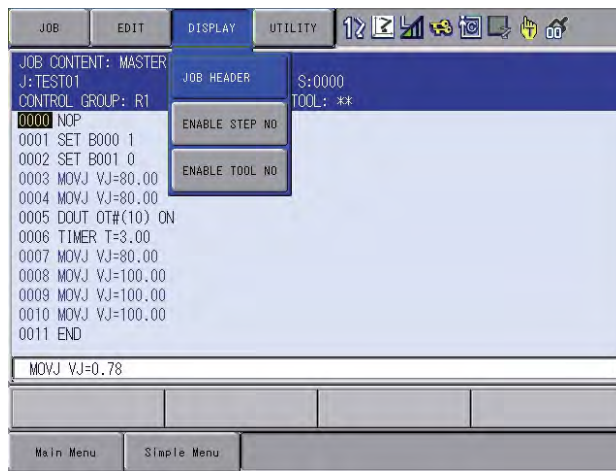 JOB EDIT DISPLAY UTILITY
JOB CONTENT: MASTER
J:TEST01 S:0000
CONTROL GROUP: R1 TOOL: **
JOB HEADER
ENABLE STEP NO
ENABLE TOOL NO
0000 NOP
0001 SET B000 1
0002 SET B001 0
0003 MOVJ VJ=80.00
0004 MOVJ VJ=80.00
0005 DOUT OT#(10) ON
0006 TIMER T=3.00
0007 MOVJ VJ=80.00
0008 MOVJ VJ=100.00
0009 MOVJ VJ=100.00
0010 MOVJ VJ=100.00
0011 END
MOVJ VJ=0.78
Main Menu Simple Menu